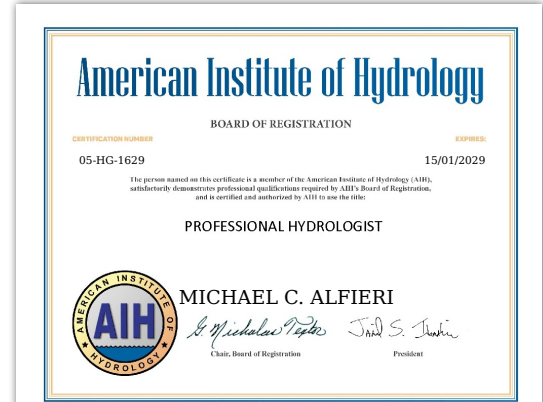 American Institute of Hydrology
BOARD OF REGISTRATION
CERTIFICATION NUMBER EXPIRES:
05-HG-1629 15/01/2029
The person named on this certificate is a member of the American Institute of Hydrology (AIH),
satisfactorily demonstrates professional qualifications required by AIH's Board of Registration,
and is certified and authorized by AIH to use the title:
PROFESSIONAL HYDROLOGIST
AMERICAN INSTITUTE OF
AIH
HYDROLOGY
MICHAEL C. ALFIERI
Chair, Board of Registration President